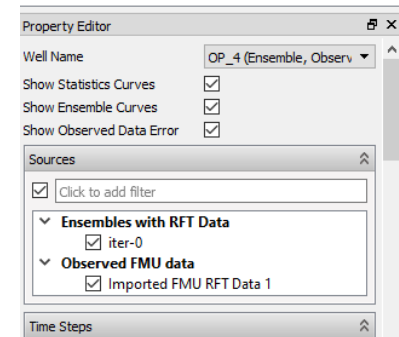 Property Editor
Well Name OP_4 (Ensemble, Observ
Show Statistics Curves
Show Ensemble Curves
Show Observed Data Error
Sources
Click to add filter
Ensembles with RFT Data
iter-0
Observed FMU data
Imported FMU RFT Data 1
Time Steps